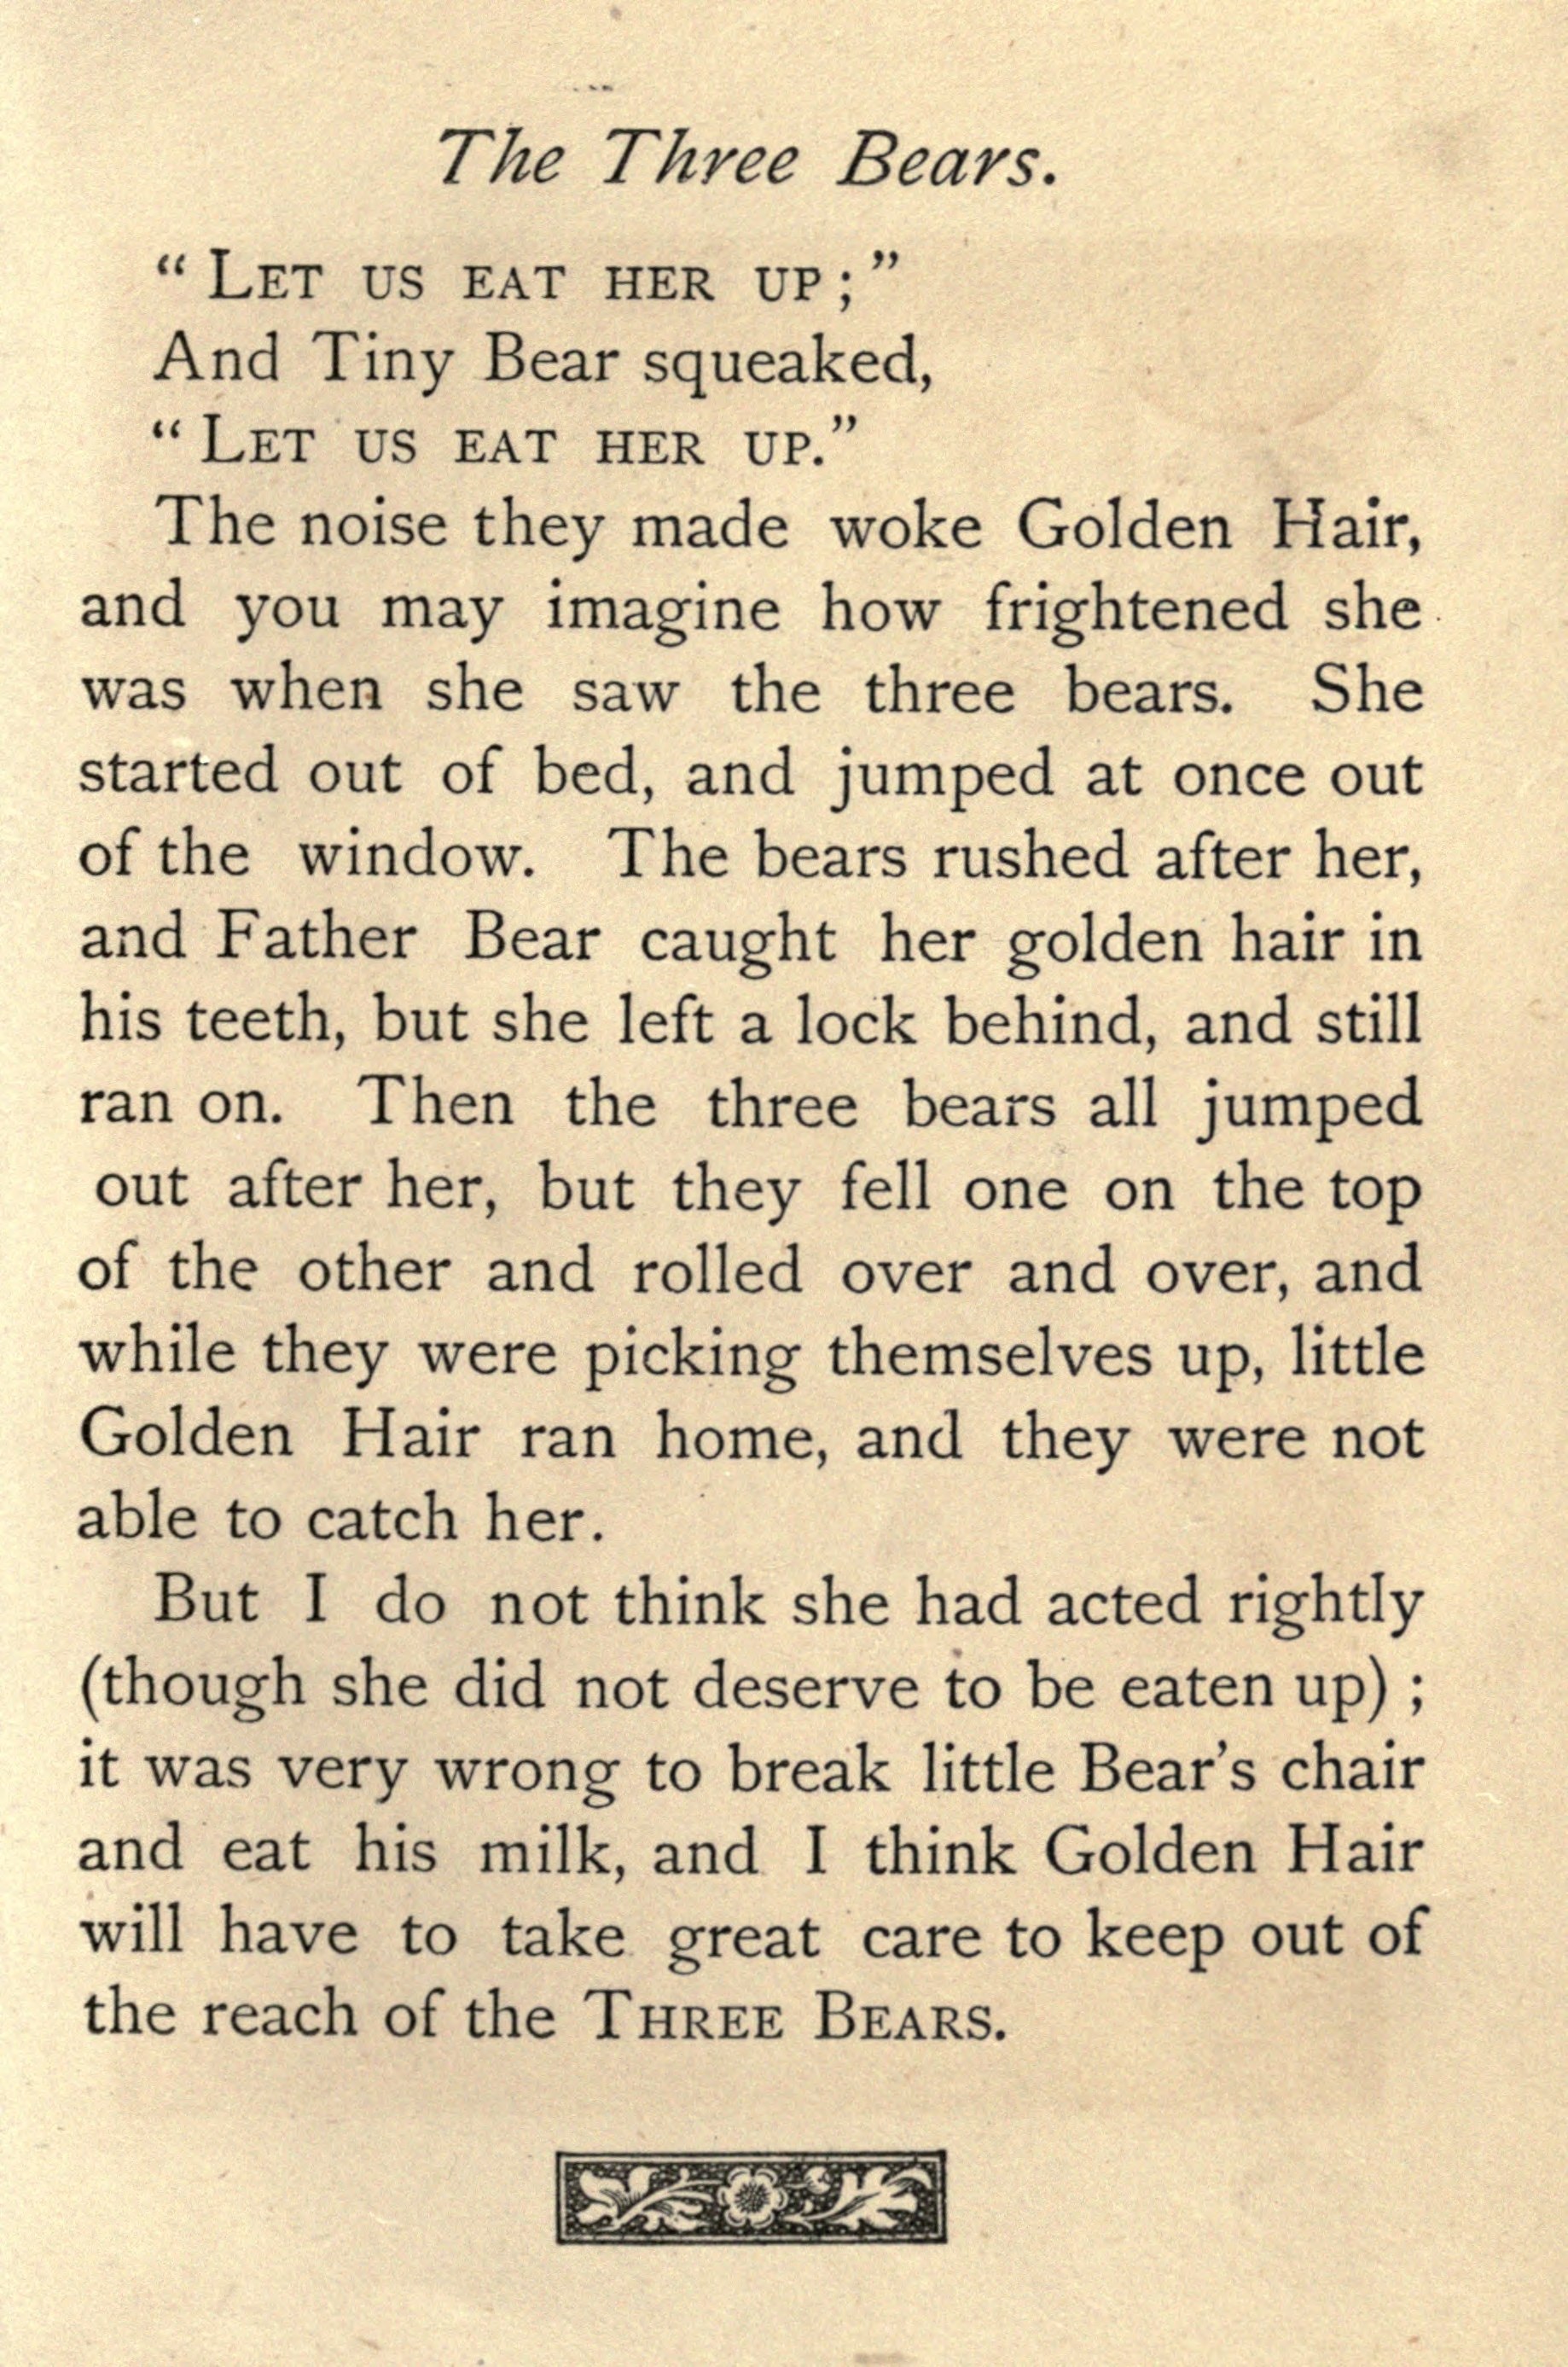 The Three Bears.
“ LET US EAT HER UP ; ”
And Tiny Bear squeaked,
“ LET US EAT HER UP.”
The noise they made woke Golden Hair,
and you may imagine how frightened she
was when she saw the three bears. She
started out of bed, and jumped at once out
of the window. The bears rushed after her,
and Father Bear caught her golden hair in
his teeth, but she left a lock behind, and still
ran on. Then the three bears all jumped
out after her, but they fell one on the top
of the other and rolled over and over, and
while they were picking themselves up, little
Golden Hair ran home, and they were not
able to catch her.
But I do not think she had acted rightly
(though she did not deserve to be eaten up) ;
it was very wrong to break little Bear’s chair
and eat his milk, and I think Golden Hair
will have to take great care to keep out of
the reach of the THREE BEARS.